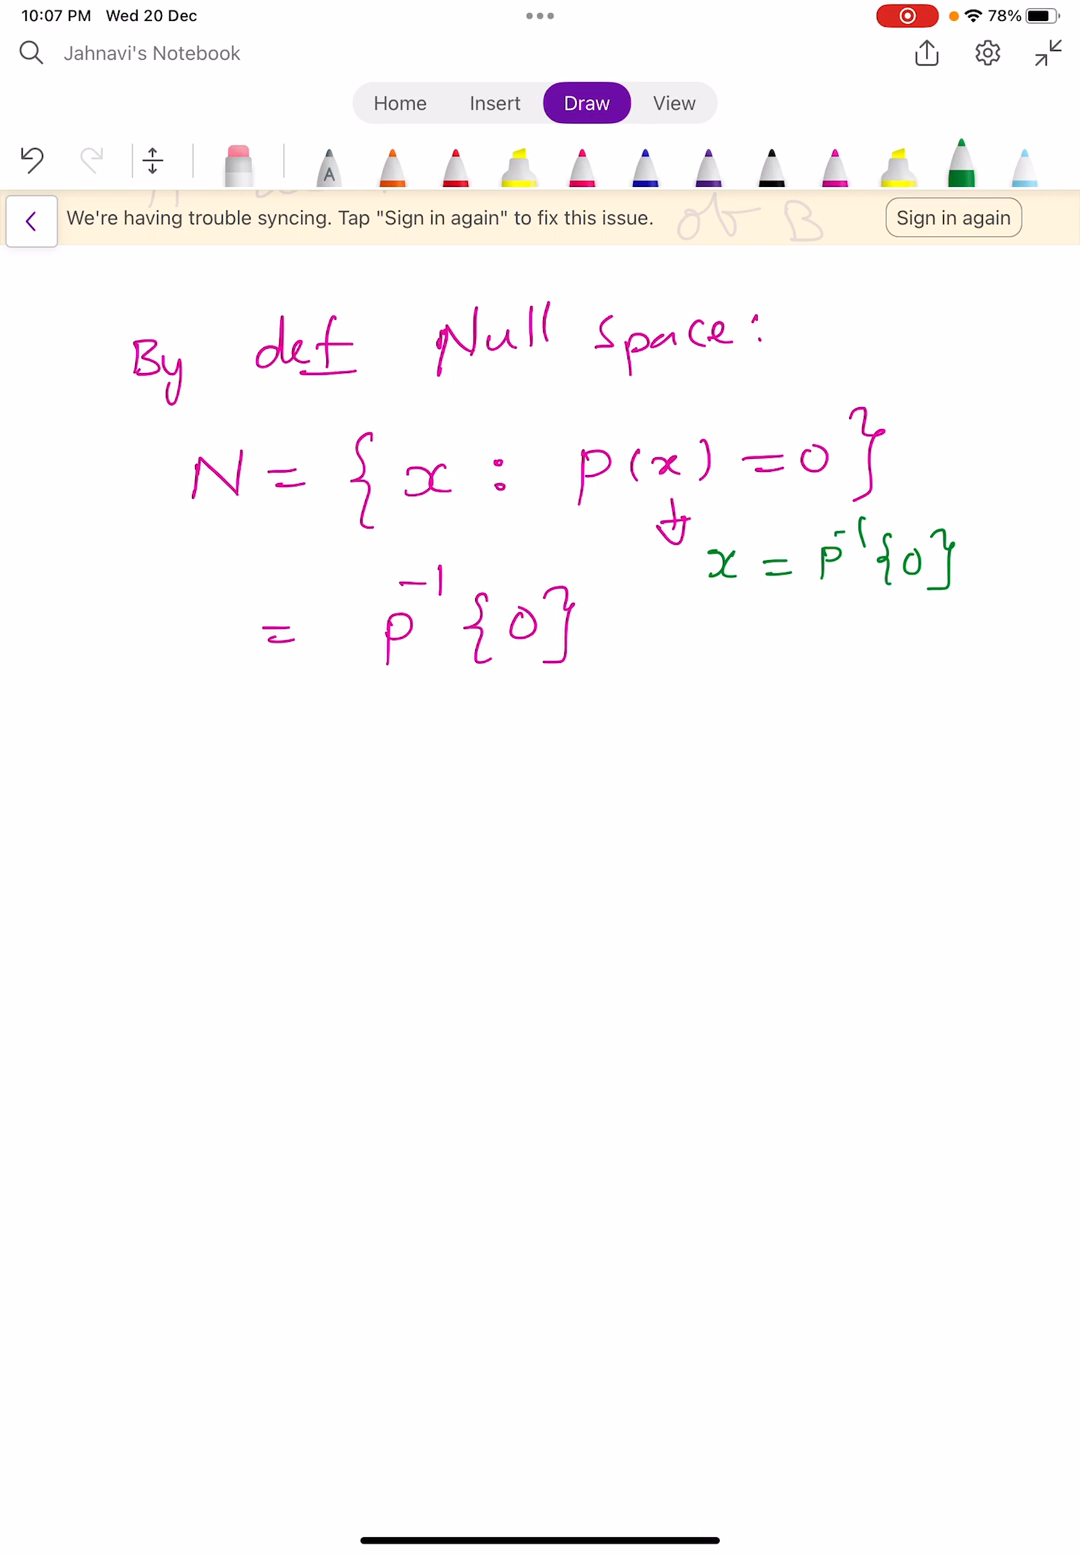 10:07 PM Wed 20 Dec 78%
Jahnavi's Notebook
Home Insert Draw View
A
We're having trouble syncing. Tap "Sign in again" to fix this issue. of B Sign in again
By def Null space:
N = { x : P(x) = 0 }
x = P⁻¹{0}
= P⁻¹{0}